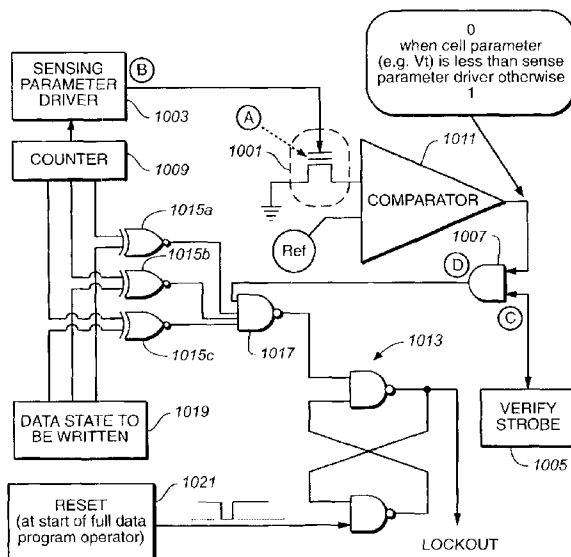 0
when cell parameter
(e.g. Vt) is less than sense
parameter driver otherwise
1
SENSING
PARAMETER
DRIVER
B
1003
A
1001
1011
COUNTER
1009
COMPARATOR
1015a
Ref
1007
1015b
D
C
1017
1013
1015c
DATA STATE TO
BE WRITTEN
1019
VERIFY
STROBE
1005
1021
RESET
(at start of full data
program operator)
LOCKOUT